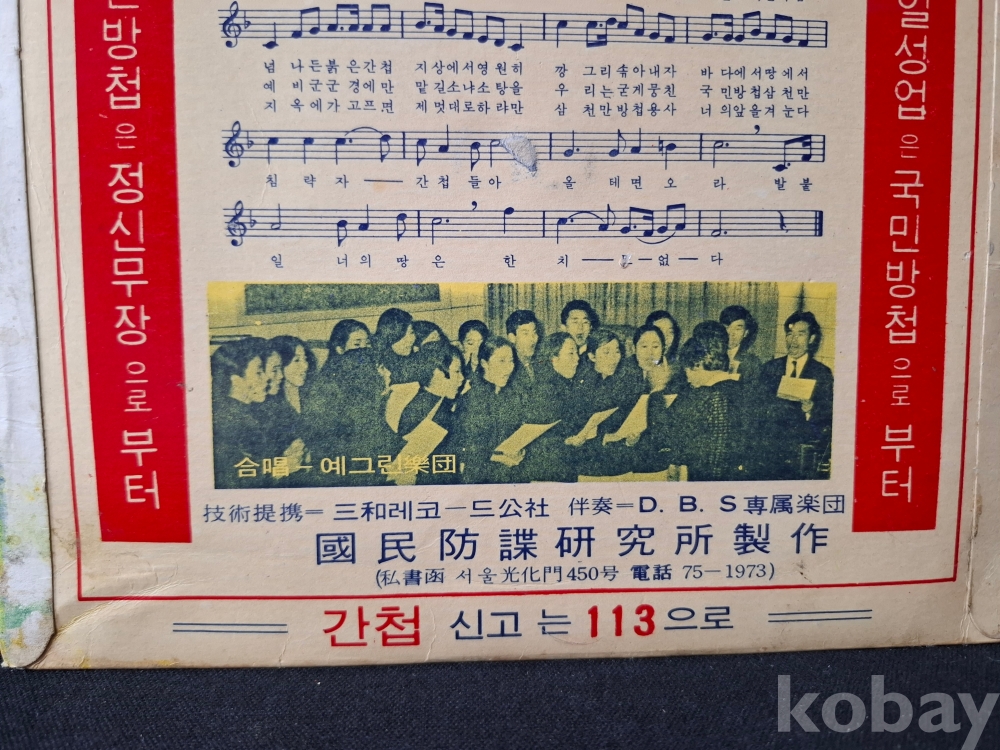 방첩은 정신무장으로 부터
넘 나든붉 은간첩 지상에서영 원히 깡 그리 솎아내자 바 다에서땅 에서
예 비군군 경에만 맡길소냐소 탕을 우 리는굳게 뭉친 국 민방첩삼 천만
지 옥에가 고프면 제 멋대로하 랴만 삼 천만방첩용사 너 의앞을겨 눈다
침 략 자 — 간 첩 들아 올 테 면 오 라 발 붙
일 너의 땅 은 한 치 — — 없 — 다
일성업은 국민방첩으로 부터
合唱 — 예그린樂団
技術提携= 三和레코ー드公社 伴奏=D. B. S 専属楽団
國民防諜研究所製作
(私書函 서울光化門450号 電話 75-1973)
간첩 신고 는 113으로
kobay